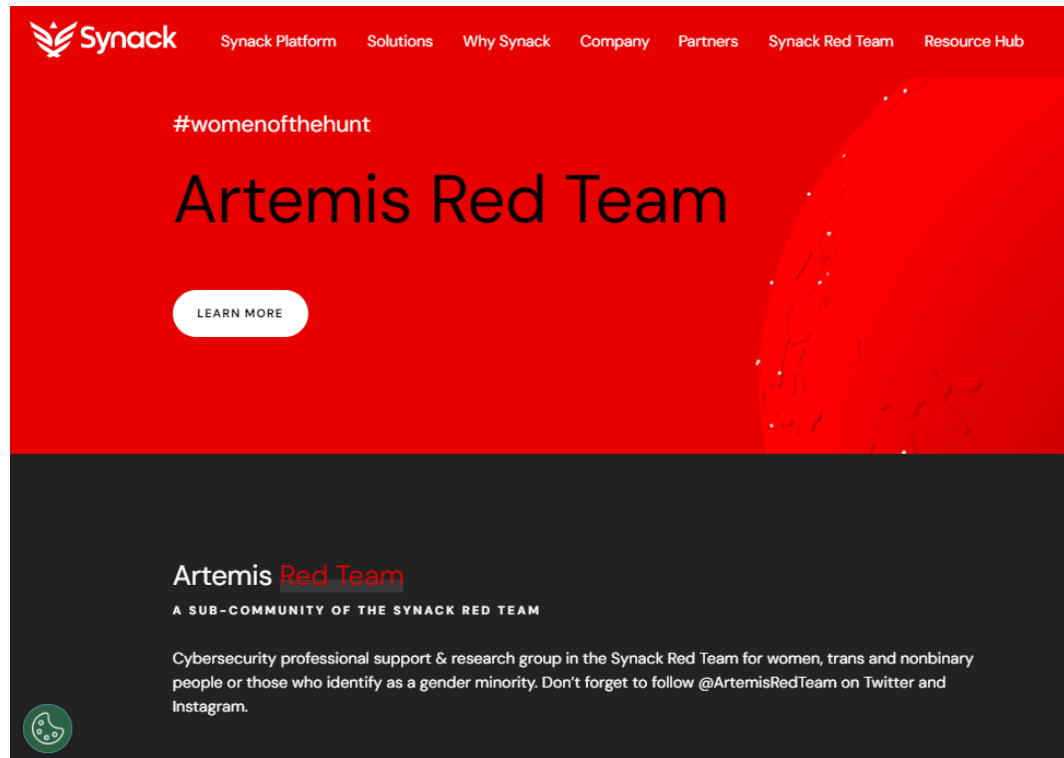 Synack
Synack Platform Solutions Why Synack Company Partners Synack Red Team Resource Hub
#womenofthehunt
Artemis Red Team
LEARN MORE
Artemis Red Team
A SUB-COMMUNITY OF THE SYNACK RED TEAM
Cybersecurity professional support & research group in the Synack Red Team for women, trans and nonbinary
people or those who identify as a gender minority. Don’t forget to follow @ArtemisRedTeam on Twitter and
Instagram.